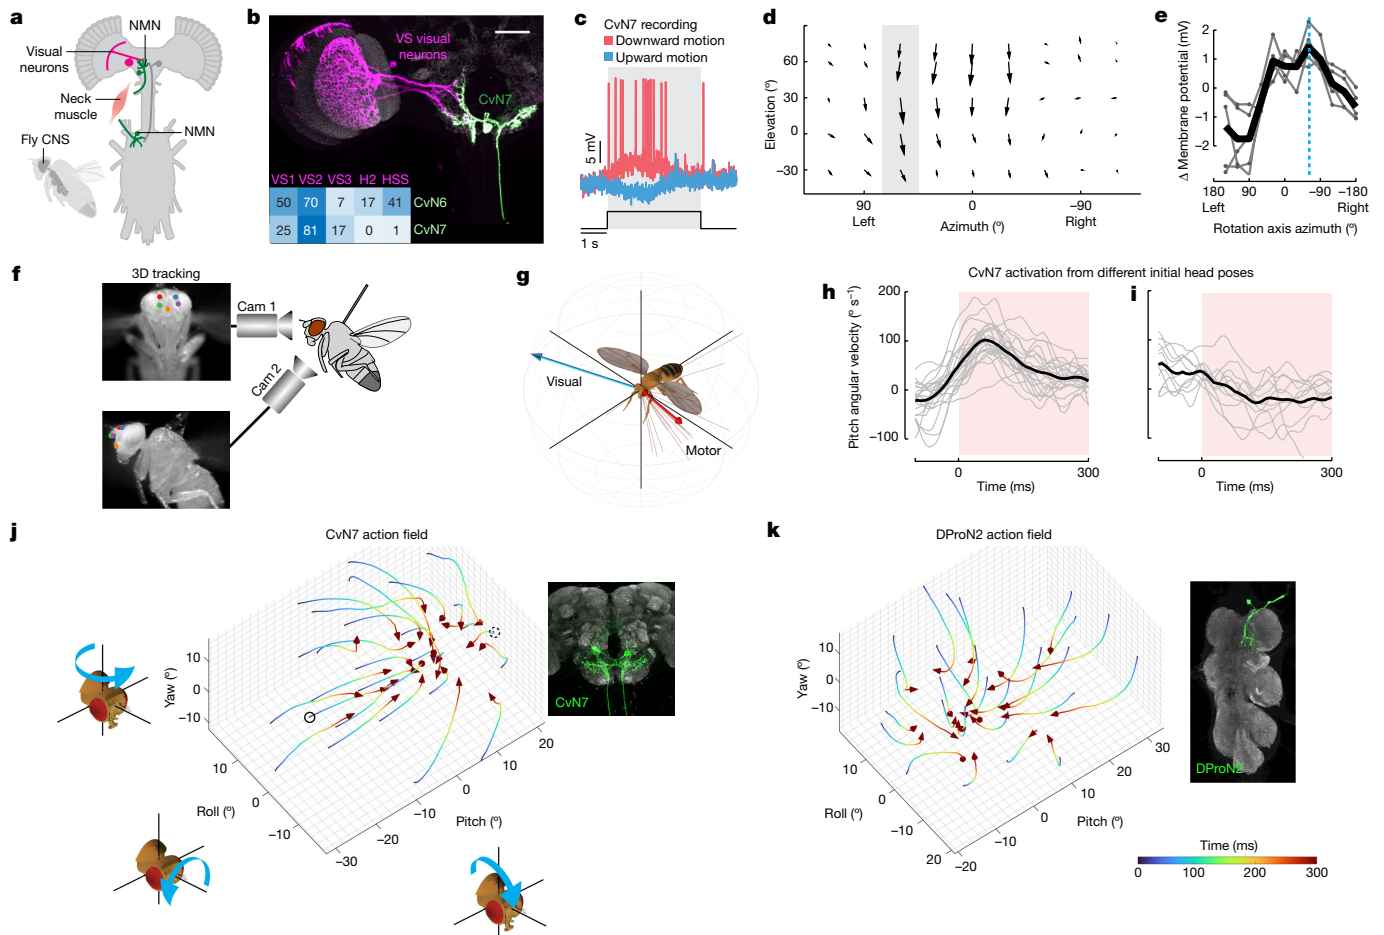 a
NMN
Visual
neurons
Neck
muscle
NMN
Fly CNS
b
VS visual
neurons
CvN7
VS1 VS2 VS3 H2 HSS
50 70 7 17 41 CvN6
25 81 17 0 1 CvN7
c
CvN7 recording
Downward motion
Upward motion
5 mV
1 s
d
Elevation (º)
60
30
0
−30
90 0 −90
Left Azimuth (º) Right
e
Δ Membrane potential (mV)
2
1
0
−1
−2
180 90 0 −90 −180
Left Right
Rotation axis azimuth (º)
f
3D tracking
Cam 1
Cam 2
g
Visual
Motor
CvN7 activation from different initial head poses
h
Pitch angular velocity (º s−1)
200
100
0
−100
0 300
Time (ms)
i
0 300
Time (ms)
j
CvN7 action field
Yaw (º)
10
0
−10
Roll (º)
10
0
−10
Pitch (º)
−30
−20
−10
0
10
20
CvN7
k
DProN2 action field
Yaw (º)
10
0
−10
Roll (º)
10
0
−10
20
Pitch (º)
−20
−10
0
10
20
30
DProN2
Time (ms)
0 100 200 300